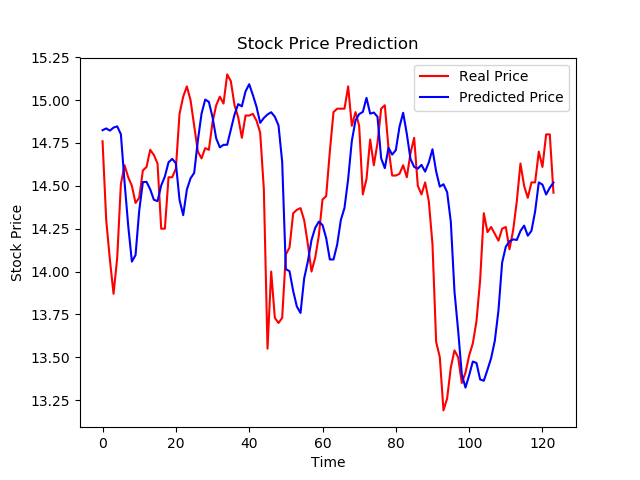 Stock Price Prediction
Real Price
Predicted Price
Stock Price
15.25
15.00
14.75
14.50
14.25
14.00
13.75
13.50
13.25
0 20 40 60 80 100 120
Time